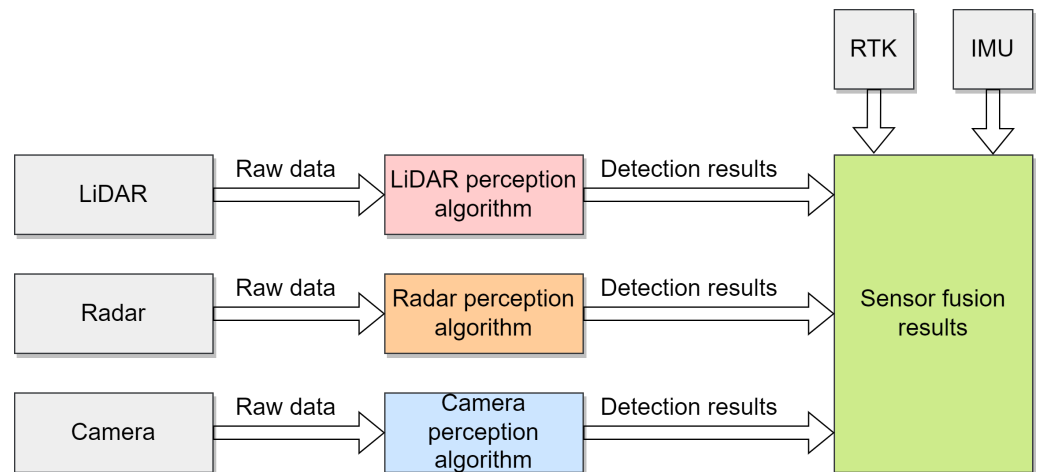 RTK
IMU
LiDAR
Raw data
LiDAR perception
algorithm
Detection results
Radar
Raw data
Radar perception
algorithm
Detection results
Sensor fusion
results
Camera
Raw data
Camera
perception
algorithm
Detection results